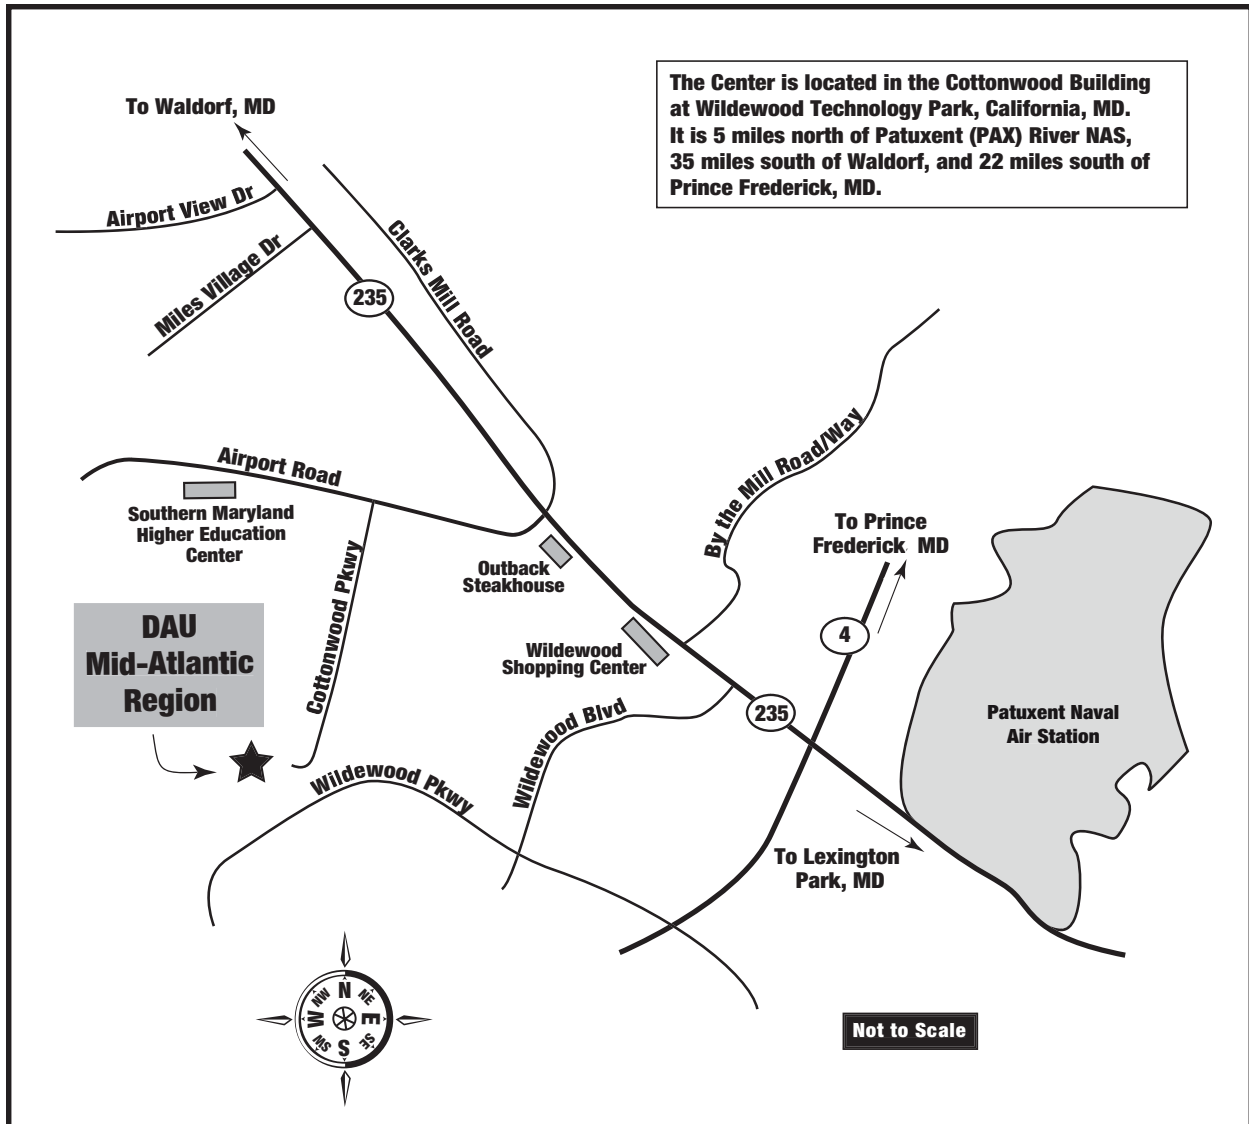 The Center is located in the Cottonwood Building
at Wildewood Technology Park, California, MD.
It is 5 miles north of Patuxent (PAX) River NAS,
35 miles south of Waldorf, and 22 miles south of
Prince Frederick, MD.
To Waldorf, MD
Airport View Dr
Miles Village Dr
235
Clarks Mill Road
Airport Road
Southern Maryland
Higher Education
Center
By the Mill Road/Way
To Prince
Frederick, MD
Outback
Steakhouse
Cottonwood Pkwy
DAU
Mid-Atlantic
Region
Wildewood
Shopping Center
4
235
Wildewood Blvd
Patuxent Naval
Air Station
Wildewood Pkwy
To Lexington
Park, MD
N
NE
E
SE
S
SW
W
NW
Not to Scale